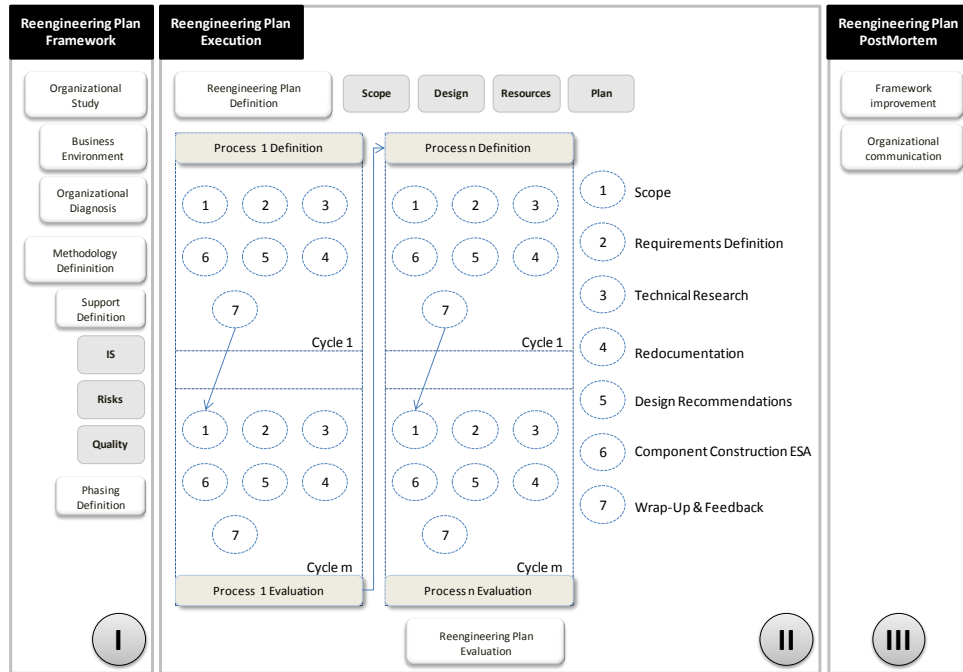 Reengineering Plan
Framework
Organizational
Study
Business
Environment
Organizational
Diagnosis
Methodology
Defininition
Support
Definition
IS
Risks
Quality
Phasing
Definition
I
Reengineering Plan
Execution
Reengineering Plan
Definition
Scope
Design
Resources
Plan
Process 1 Definition
1 2 3
6 5 4
7
Cycle 1
1 2 3
6 5 4
7
Cycle m
Process 1 Evaluation
Process n Definition
1 2 3
6 5 4
7
Cycle 1
1 2 3
6 5 4
7
Cycle m
Process n Evaluation
1 Scope
2 Requirements Definition
3 Technical Research
4 Redocumentation
5 Design Recommendations
6 Component Construction ESA
7 Wrap-Up & Feedback
Reengineering Plan
Evaluation
II
Reengineering Plan
PostMortem
Framework
improvement
Organizational
communication
III